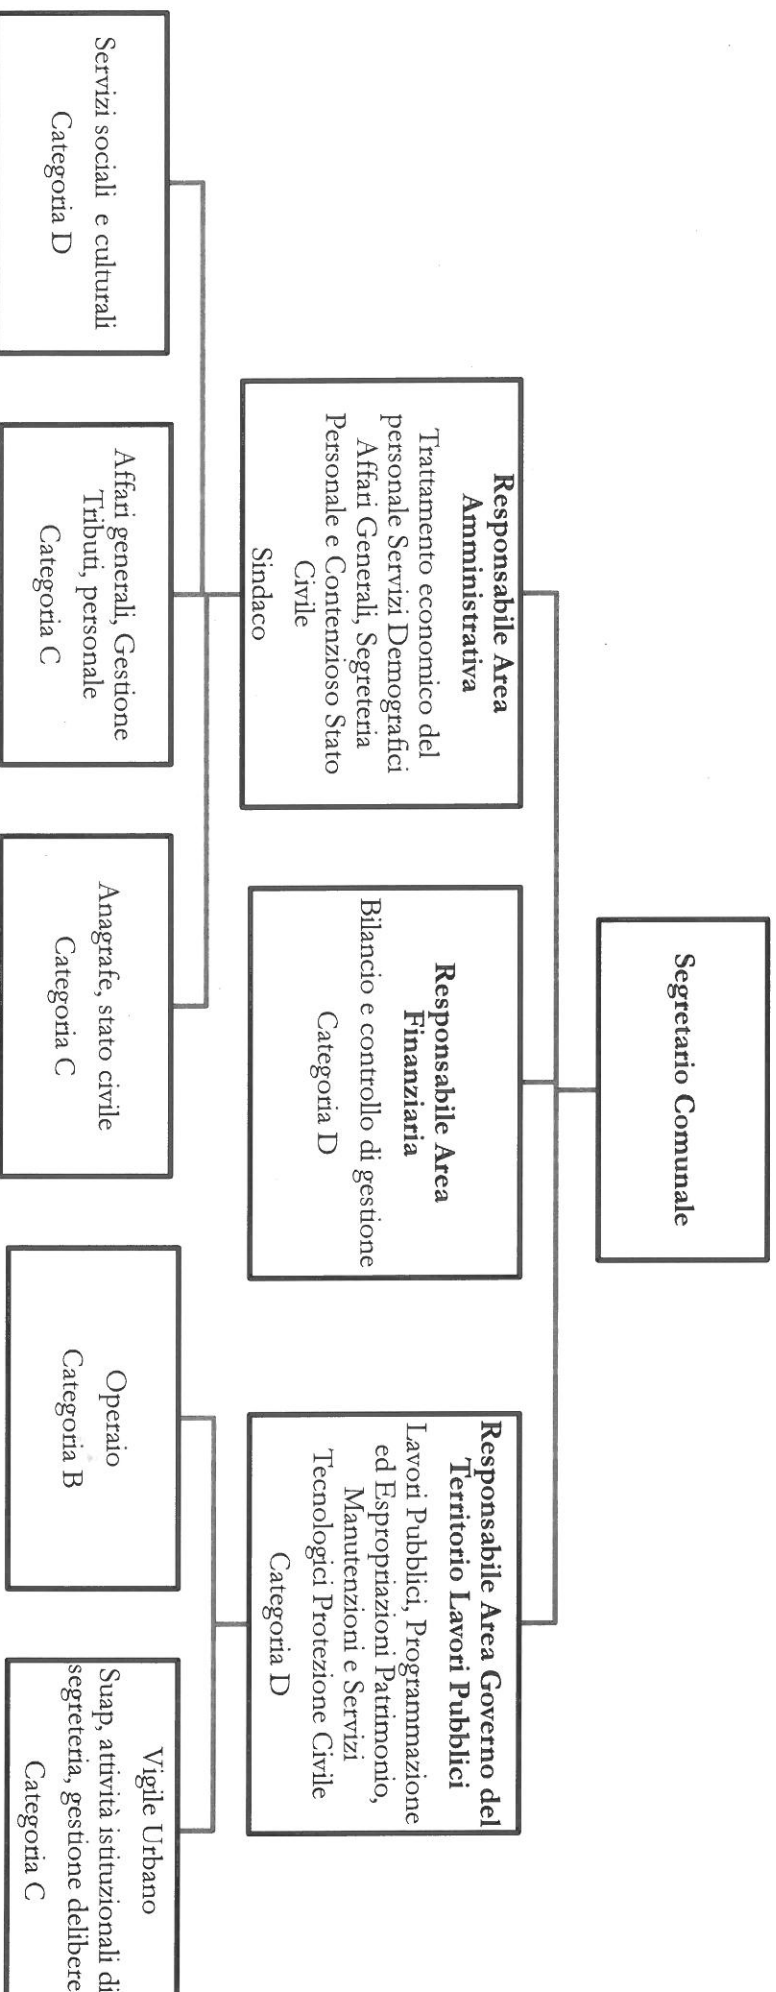 Segretario Comunale
Responsabile Area
Amministrativa
Trattamento economico del
personale Servizi Demografici
Affari Generali, Segreteria
Personale e Contenzioso Stato
Civile
Sindaco
Responsabile Area
Finanziaria
Bilancio e controllo di gestione
Categoria D
Responsabile Area Governo del
Territorio Lavori Pubblici
Lavori Pubblici, Programmazione
ed Espropriazioni Patrimonio,
Manutenzioni e Servizi
Tecnologici Protezione Civile
Categoria D
Servizi sociali e culturali
Categoria D
Affari generali, Gestione
Tributi, personale
Categoria C
Anagrafe, stato civile
Categoria C
Operaio
Categoria B
Vigile Urbano
Suap, attività istituzionali di
segreteria, gestione delibere
Categoria C